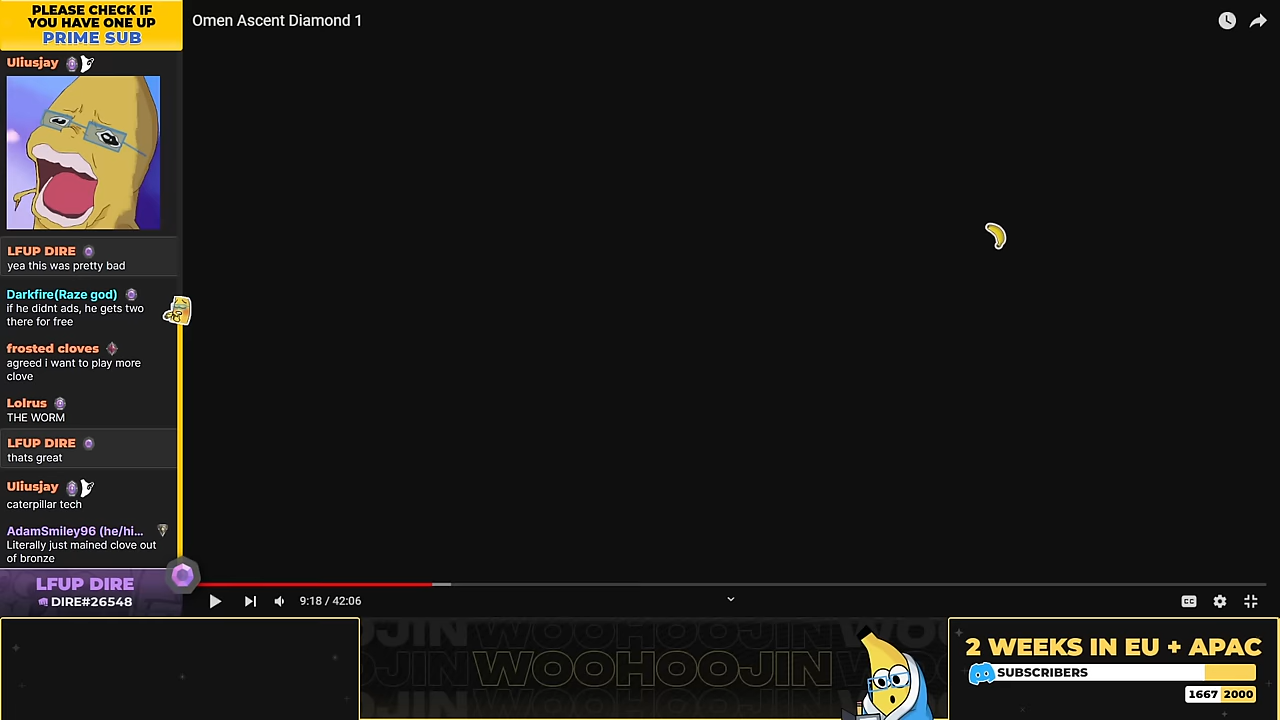 PLEASE CHECK IF
YOU HAVE ONE UP
PRIME SUB
Omen Ascent Diamond 1
Uliusjay
LFUP DIRE
yea this was pretty bad
Darkfire(Raze god)
if he didnt ads, he gets two
there for free
frosted cloves
agreed i want to play more
clove
Lolrus
THE WORM
LFUP DIRE
thats great
Uliusjay
caterpillar tech
AdamSmiley96 (he/hi...
Literally just mained clove out
of bronze
LFUP DIRE
DIRE#26548
9:18 / 42:06
CC
WOOHOOJIN
2 WEEKS IN EU + APAC
SUBSCRIBERS
1667 2000